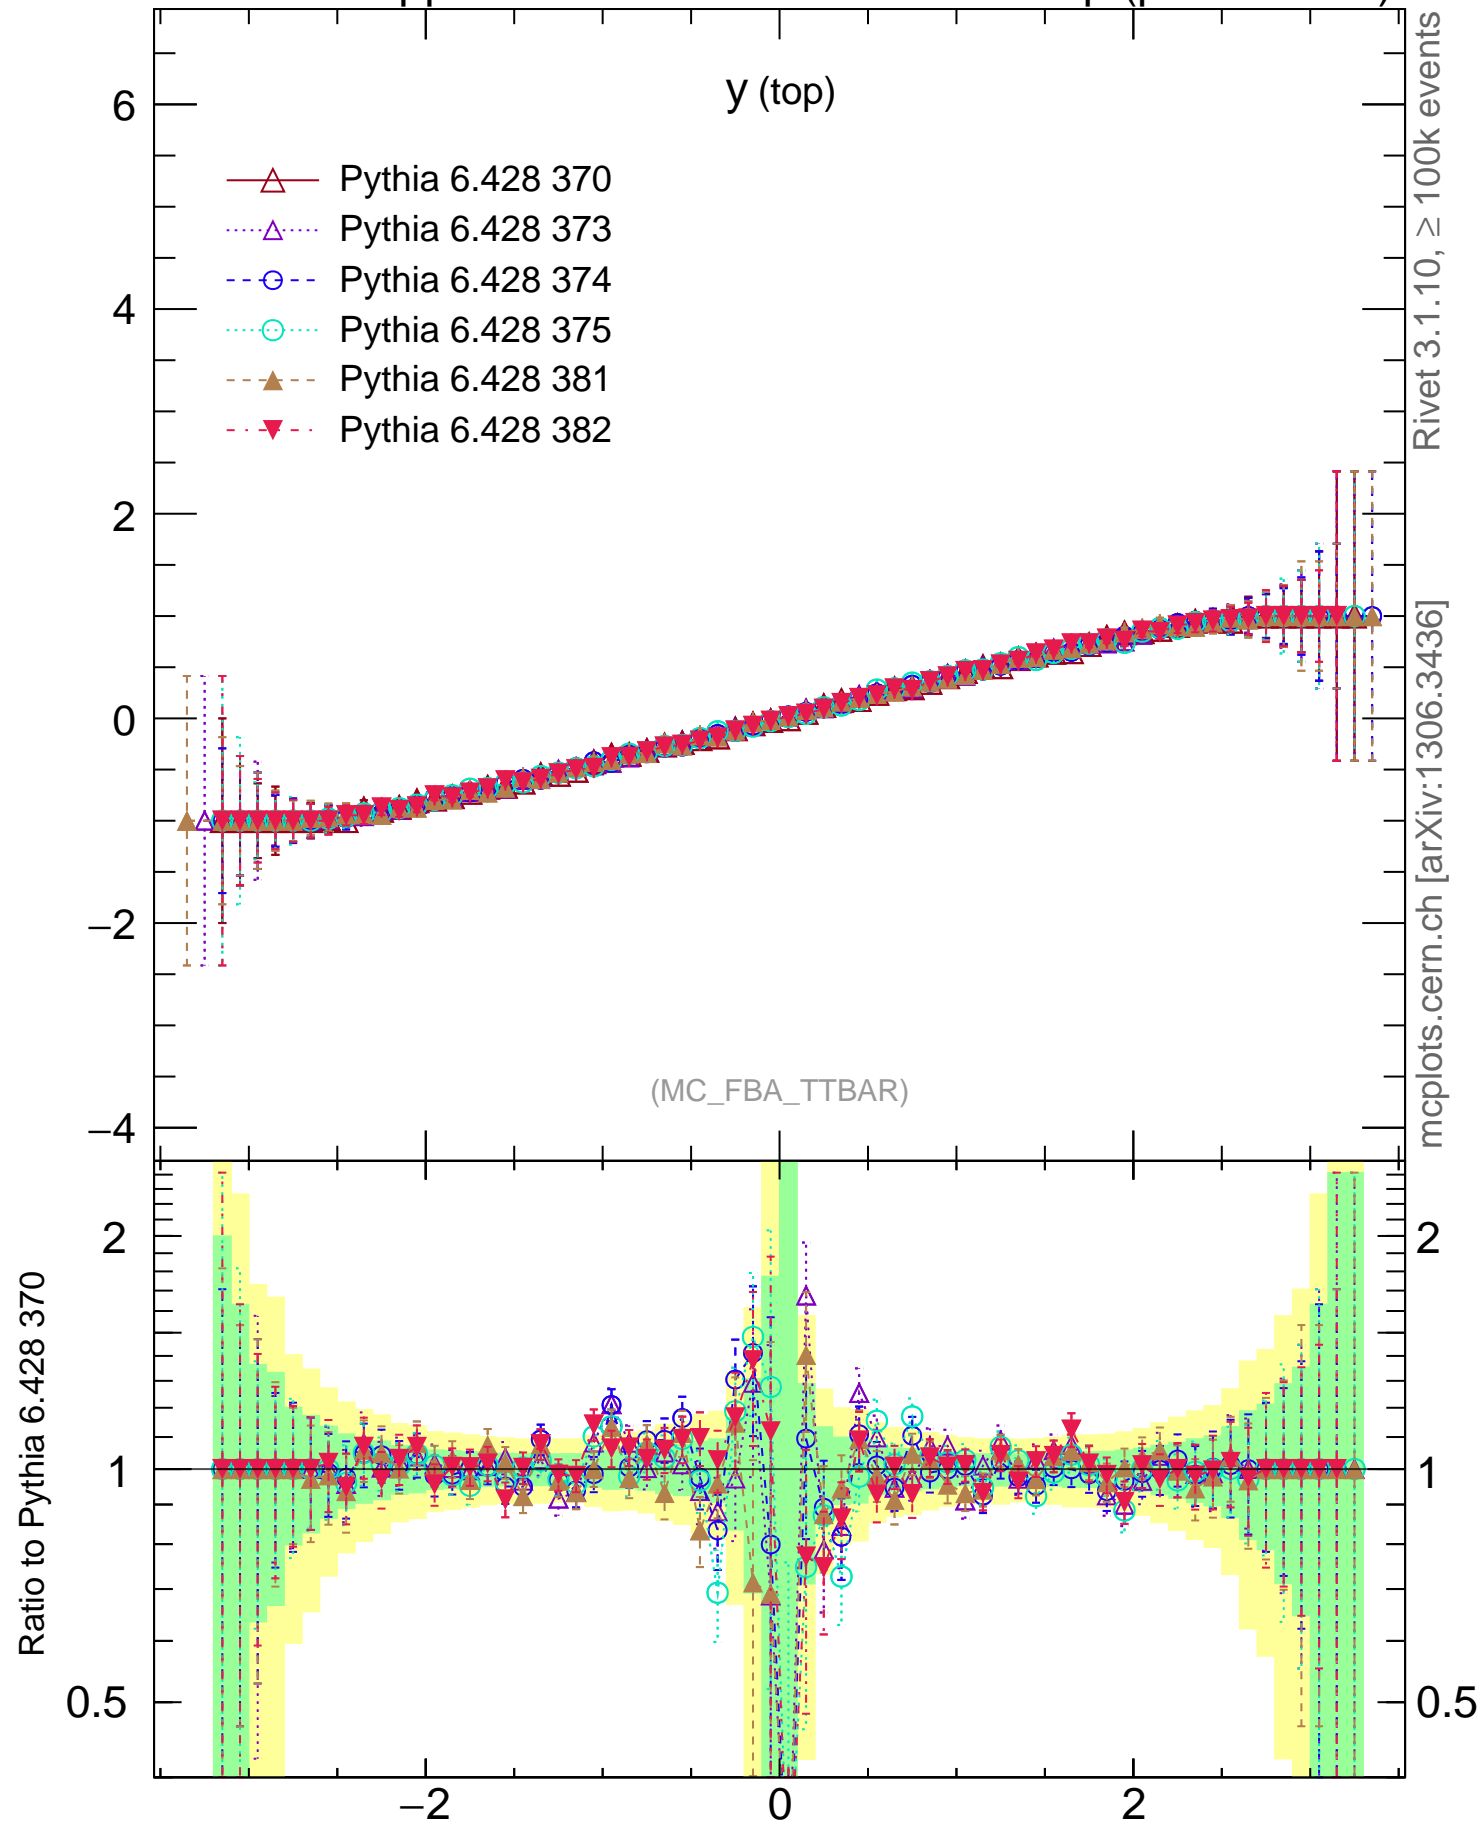 y (top)
6
4
2
0
−2
−4
Pythia 6.428 370
Pythia 6.428 373
Pythia 6.428 374
Pythia 6.428 375
Pythia 6.428 381
Pythia 6.428 382
(MC_FBA_TTBAR)
Rivet 3.1.10, ≥ 100k events
mcplots.cern.ch [arXiv:1306.3436]
Ratio to Pythia 6.428 370
2
1
0.5
2
1
0.5
−2 0 2